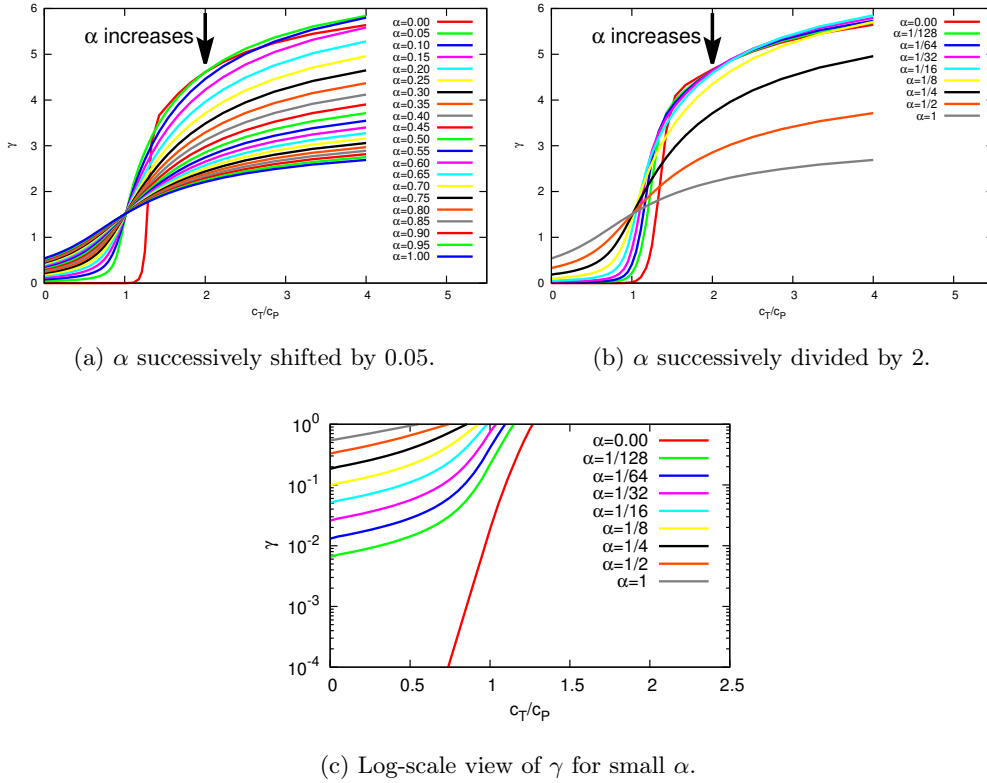 6
5
4
3
2
1
0
γ
0
1
2
3
4
5
c_T/c_P
α increases
α=0.00
α=0.05
α=0.10
α=0.15
α=0.20
α=0.25
α=0.30
α=0.35
α=0.40
α=0.45
α=0.50
α=0.55
α=0.60
α=0.65
α=0.70
α=0.75
α=0.80
α=0.85
α=0.90
α=0.95
α=1.00
(a) α successively shifted by 0.05.
6
5
4
3
2
1
0
γ
0
1
2
3
4
5
c_T/c_P
α increases
α=0.00
α=1/128
α=1/64
α=1/32
α=1/16
α=1/8
α=1/4
α=1/2
α=1
(b) α successively divided by 2.
10^0
10^-1
10^-2
10^-3
10^-4
γ
0
0.5
1
1.5
2
2.5
c_T/c_P
α=0.00
α=1/128
α=1/64
α=1/32
α=1/16
α=1/8
α=1/4
α=1/2
α=1
(c) Log-scale view of γ for small α.